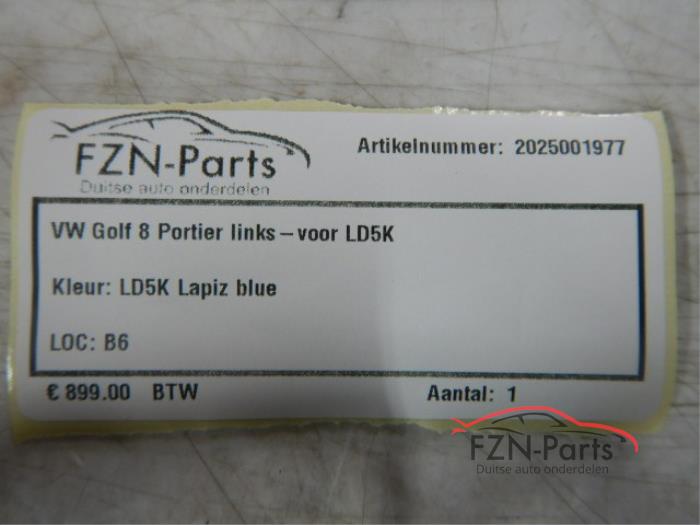 FZN-Parts
Duitse auto onderdelen
Artikelnummer: 2025001977
VW Golf 8 Portier links-voor LD5K
Kleur: LD5K Lapiz blue
LOC: B6
€ 899.00 BTW
Aantal: 1
FZN-Parts
Duitse auto onderdelen